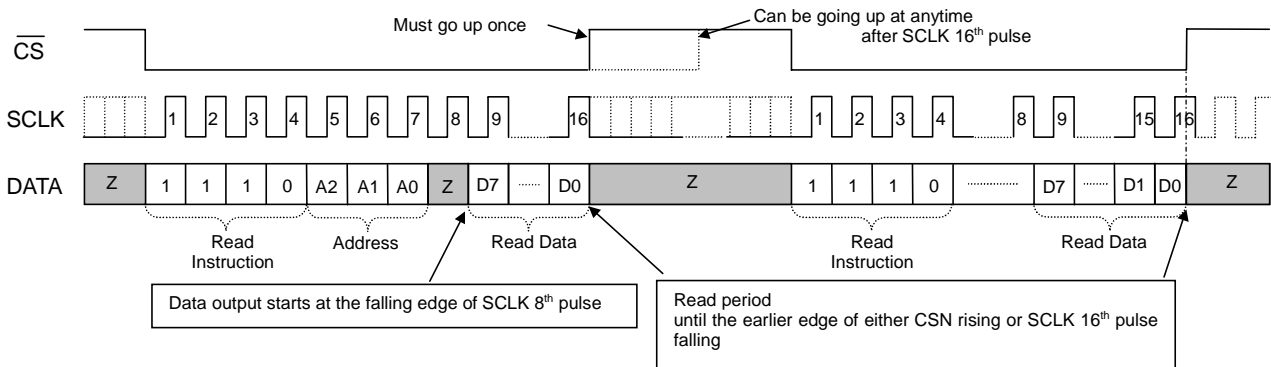 Must go up once
Can be going up at anytime
after SCLK 16th pulse
CS
SCLK
1 2 3 4 5 6 7 8 9 16 1 2 3 4 8 9 15 16
DATA
Z 1 1 1 0 A2 A1 A0 Z D7 ...... D0 Z 1 1 1 0 ............ D7 ...... D1 D0 Z
Read
Instruction
Address
Read Data
Read
Instruction
Read Data
Data output starts at the falling edge of SCLK 8th pulse
Read period
until the earlier edge of either CSN rising or SCLK 16th pulse
falling